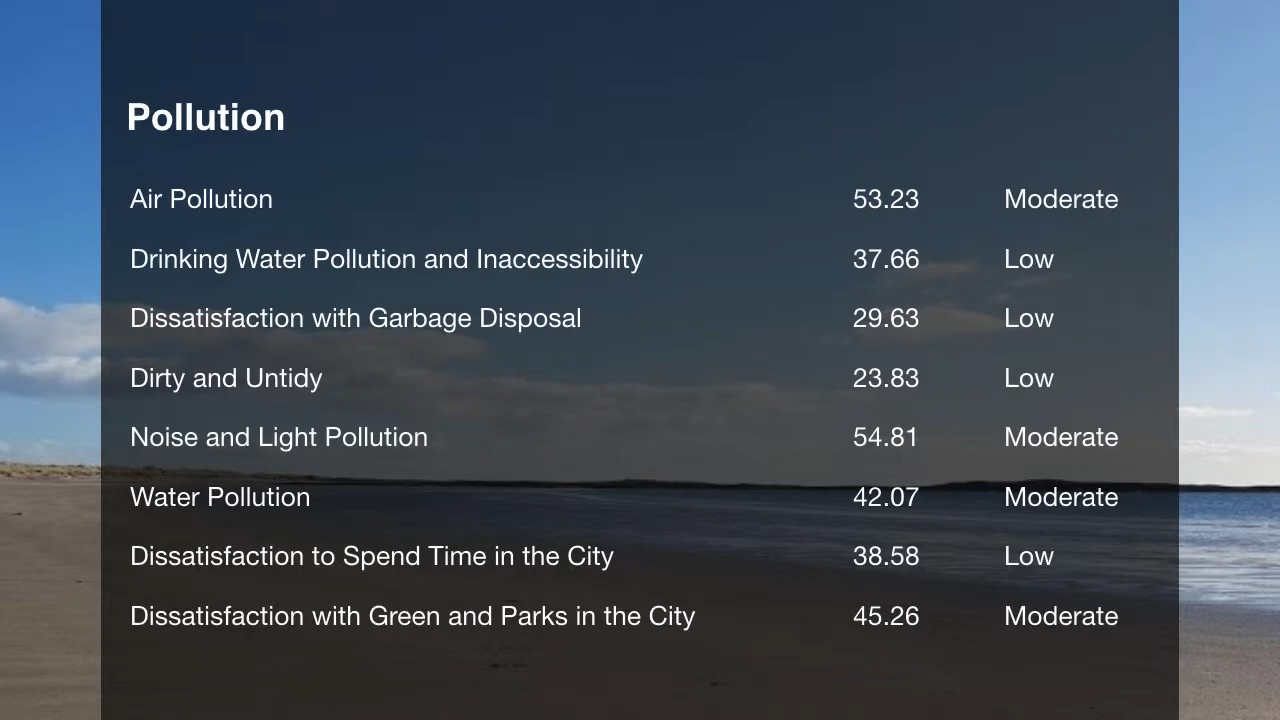 Pollution
Air Pollution 53.23 Moderate
Drinking Water Pollution and Inaccessibility 37.66 Low
Dissatisfaction with Garbage Disposal 29.63 Low
Dirty and Untidy 23.83 Low
Noise and Light Pollution 54.81 Moderate
Water Pollution 42.07 Moderate
Dissatisfaction to Spend Time in the City 38.58 Low
Dissatisfaction with Green and Parks in the City 45.26 Moderate